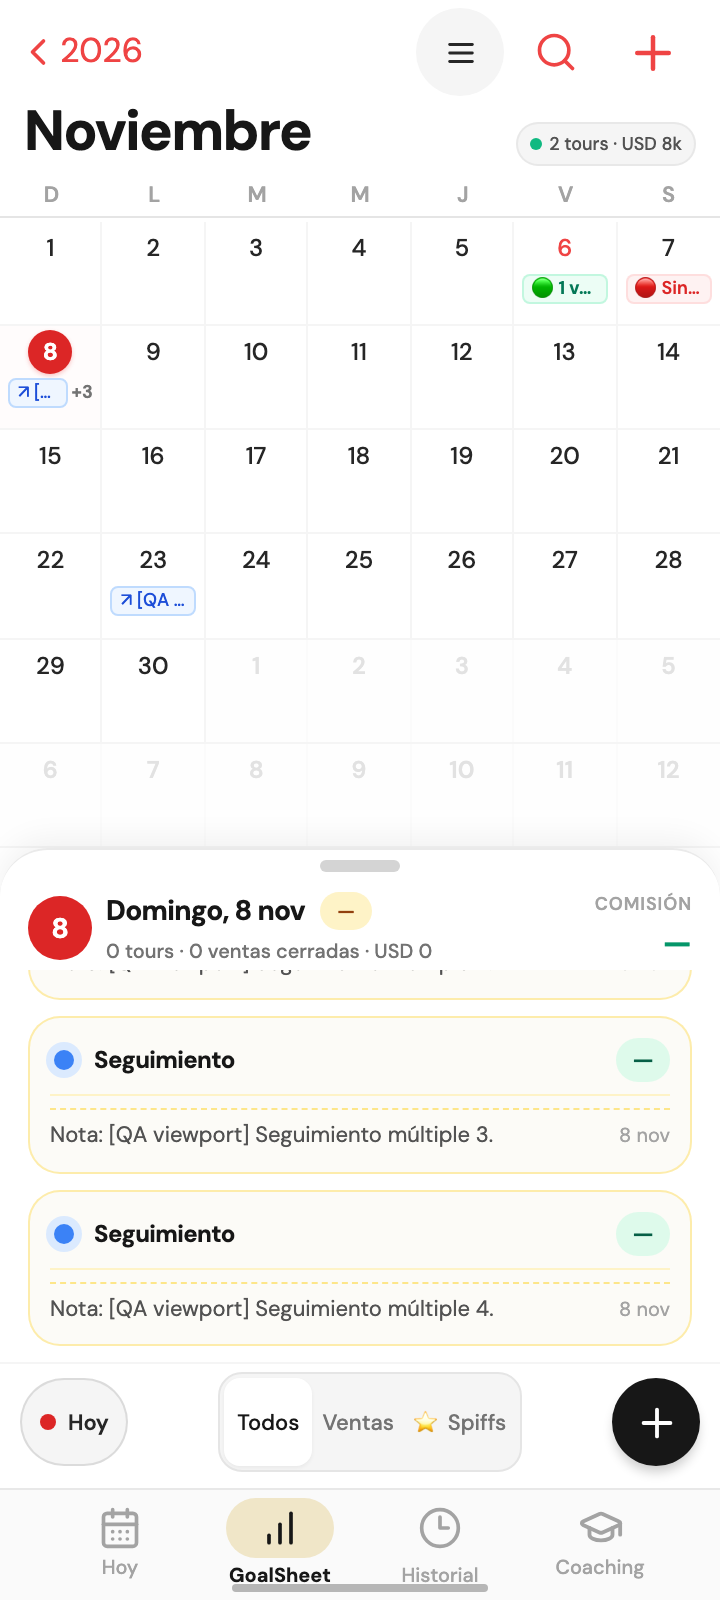 2026
Noviembre
2 tours · USD 8k
D L M M J V S
1 2 3 4 5 6 7
1 v... Sin...
8 9 10 11 12 13 14
[... +3
15 16 17 18 19 20 21
22 23 24 25 26 27 28
[QA ...
29 30 1 2 3 4 5
6 7 8 9 10 11 12
8 Domingo, 8 nov —
COMISIÓN
0 tours · 0 ventas cerradas · USD 0
—
Seguimiento —
Nota: [QA viewport] Seguimiento múltiple 3. 8 nov
Seguimiento —
Nota: [QA viewport] Seguimiento múltiple 4. 8 nov
Hoy Todos Ventas Spiffs
Hoy GoalSheet Historial Coaching